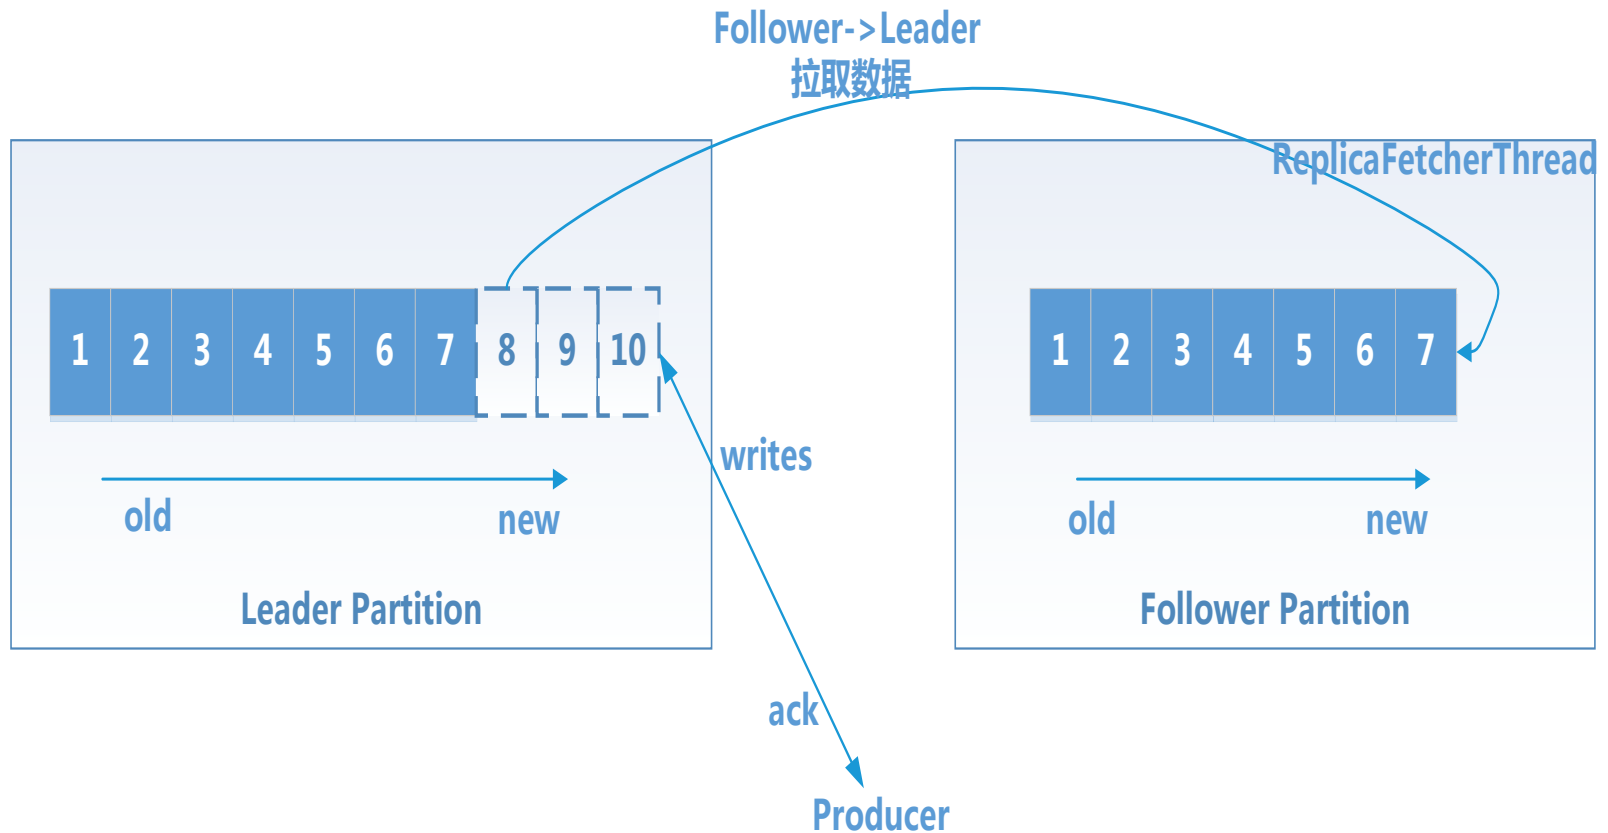 Follower->Leader
拉取数据
ReplicaFetcherThread
1 2 3 4 5 6 7 8 9 10
1 2 3 4 5 6 7
writes
old new
old new
Leader Partition
Follower Partition
ack
Producer